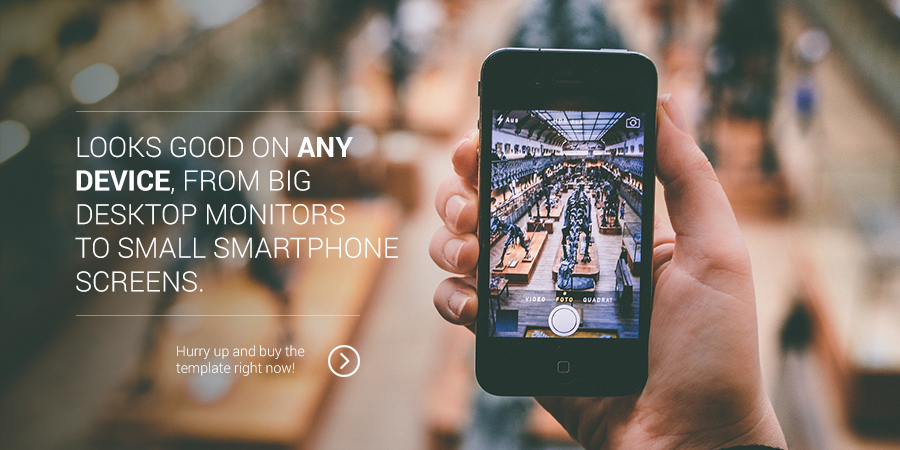 LOOKS GOOD ON ANY
DEVICE, FROM BIG
DESKTOP MONITORS
TO SMALL SMARTPHONE
SCREENS.
Hurry up and buy the
template right now!
Aus
VIDEO FOTO QUADRAT